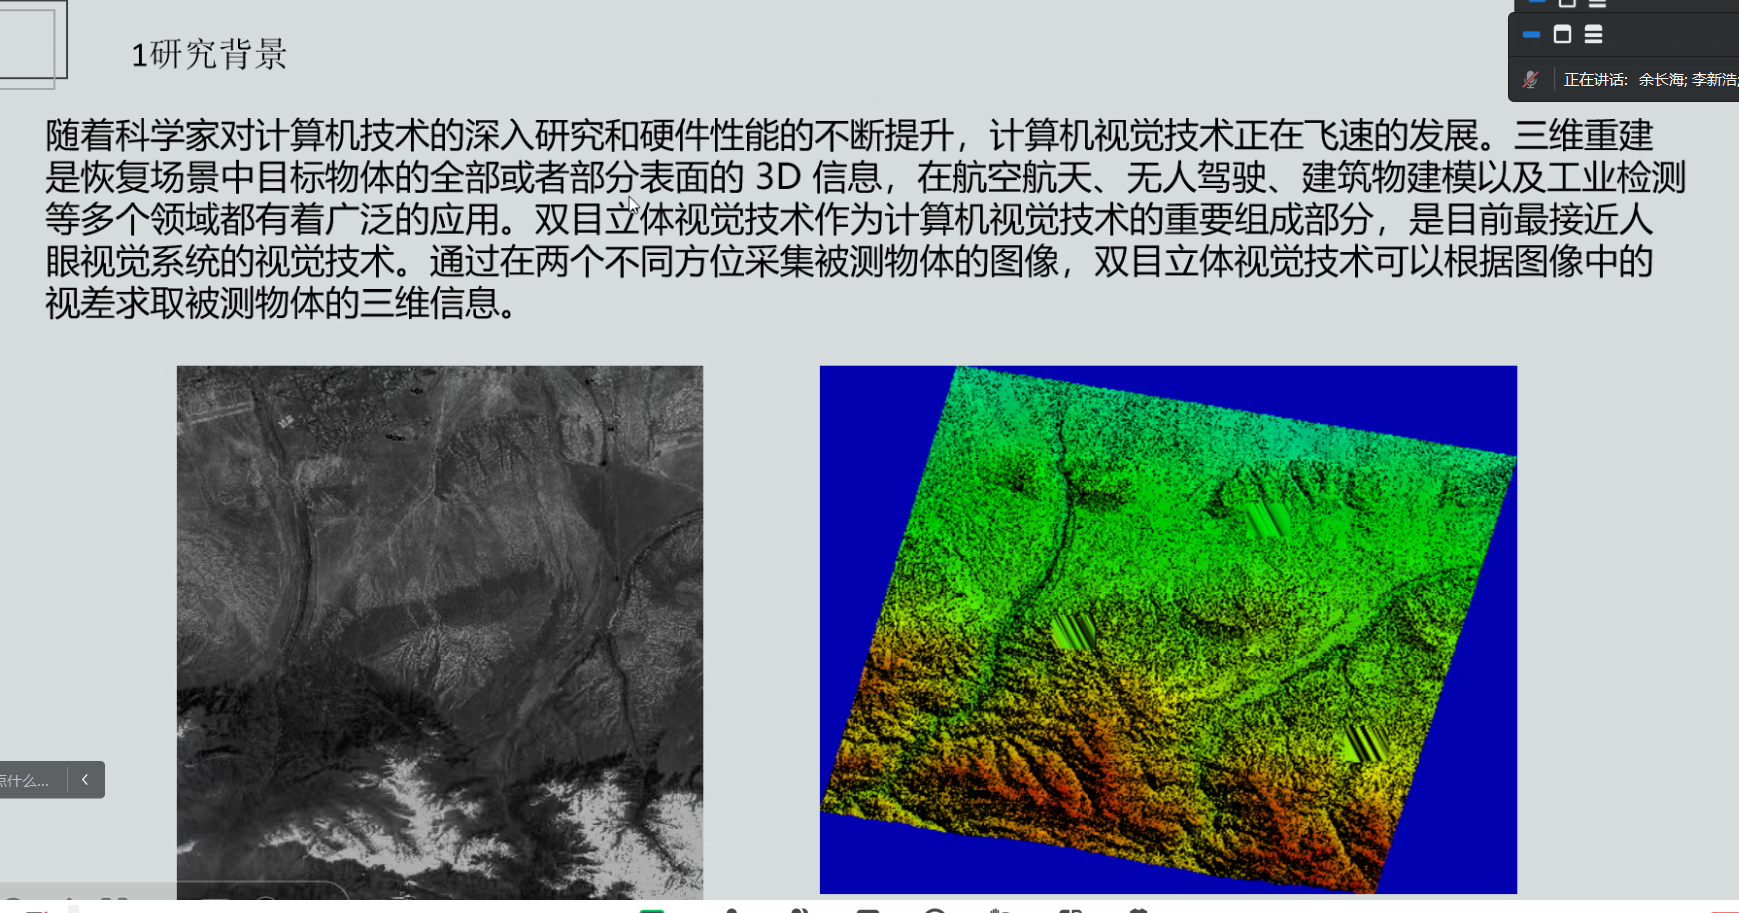 1研究背景
正在讲话: 余长海; 李新浩;
随着科学家对计算机技术的深入研究和硬件性能的不断提升，计算机视觉技术正在飞速的发展。三维重建
是恢复场景中目标物体的全部或者部分表面的 3D 信息，在航空航天、无人驾驶、建筑物建模以及工业检测
等多个领域都有着广泛的应用。双目立体视觉技术作为计算机视觉技术的重要组成部分，是目前最接近人
眼视觉系统的视觉技术。通过在两个不同方位采集被测物体的图像，双目立体视觉技术可以根据图像中的
视差求取被测物体的三维信息。
点什么...